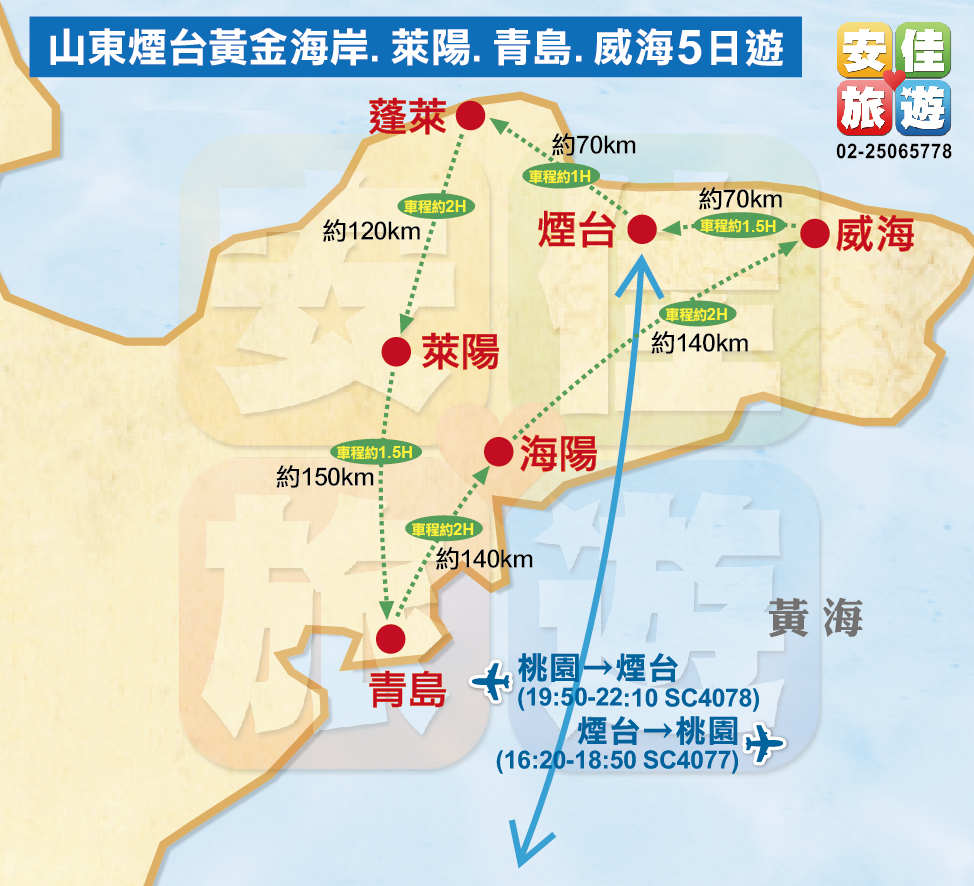 山東煙台黃金海岸. 萊陽. 青島. 威海5日遊
安佳
旅遊
02-25065778
蓬萊
約70km
車程約1H
約70km
車程約1.5H
車程約2H
約120km
煙台
威海
車程約2H
約140km
萊陽
車程約1.5H
約150km
海陽
車程約2H
約140km
黃海
青島
桃園→煙台
(19:50-22:10 SC4078)
煙台→桃園
(16:20-18:50 SC4077)
安佳
旅遊